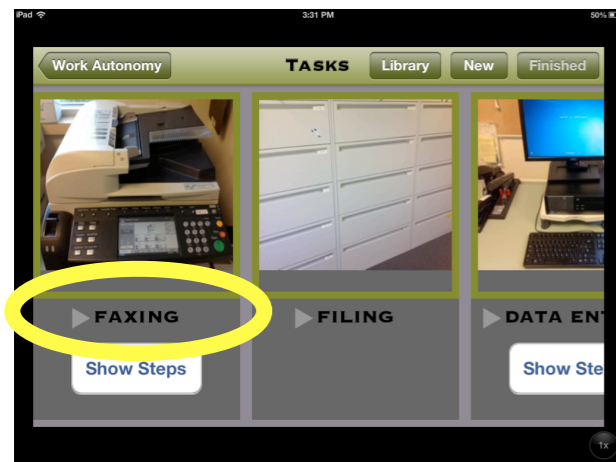 iPad 3:31 PM 50%
Work Autonomy TASKS Library New Finished
FAXING FILING DATA EN
Show Steps Show Ste
1x